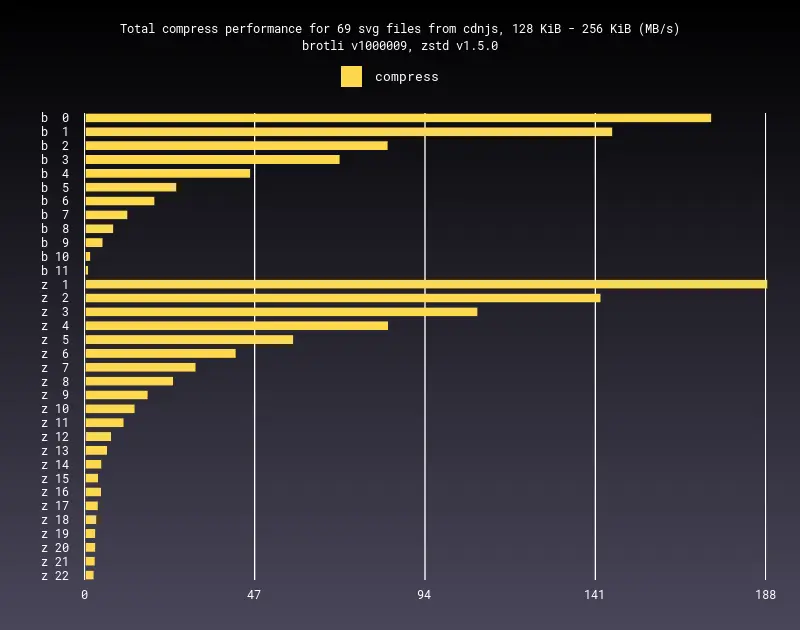 Total compress performance for 69 svg files from cdnjs, 128 KiB - 256 KiB (MB/s)
brotli v1000009, zstd v1.5.0
compress
b  0
b  1
b  2
b  3
b  4
b  5
b  6
b  7
b  8
b  9
b 10
b 11
z  1
z  2
z  3
z  4
z  5
z  6
z  7
z  8
z  9
z 10
z 11
z 12
z 13
z 14
z 15
z 16
z 17
z 18
z 19
z 20
z 21
z 22
0 47 94 141 188